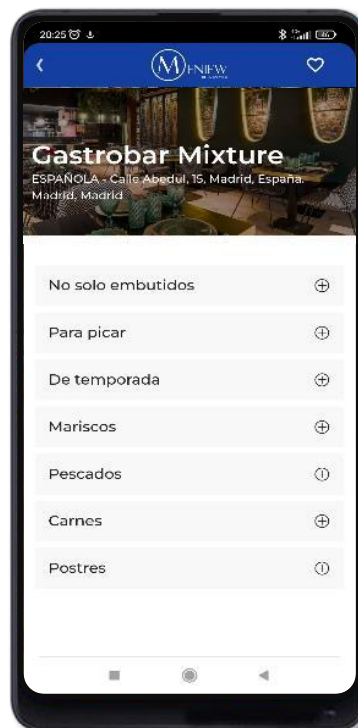 20:25
MENIEW
Gastrobar Mixture
ESPAÑOLA - Calle Abedul, 15, Madrid, España.
Madrid, Madrid
No solo embutidos
Para picar
De temporada
Mariscos
Pescados
Carnes
Postres